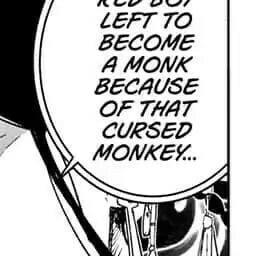 RED BOY
LEFT TO
BECOME
A MONK
BECAUSE
OF THAT
CURSED
MONKEY...